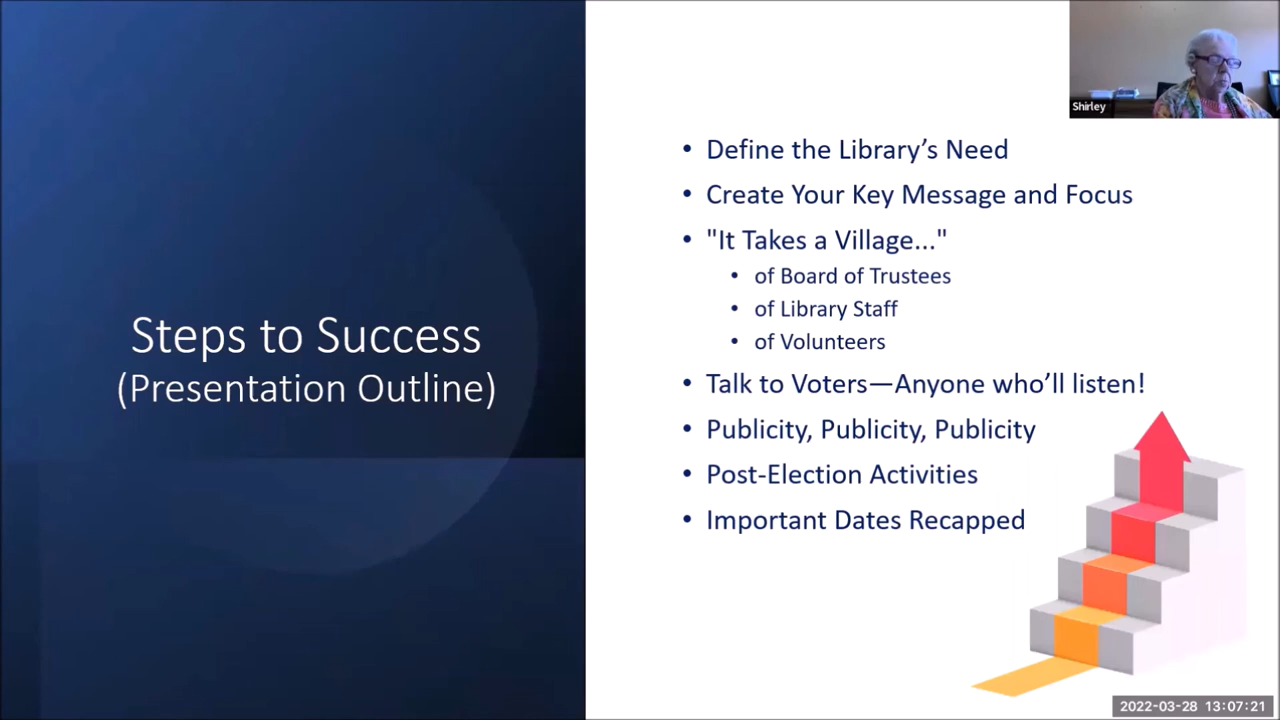 Steps to Success
(Presentation Outline)
Shirley
• Define the Library’s Need
• Create Your Key Message and Focus
• "It Takes a Village..."
• of Board of Trustees
• of Library Staff
• of Volunteers
• Talk to Voters—Anyone who’ll listen!
• Publicity, Publicity, Publicity
• Post-Election Activities
• Important Dates Recapped
2022-03-28 13:07:21